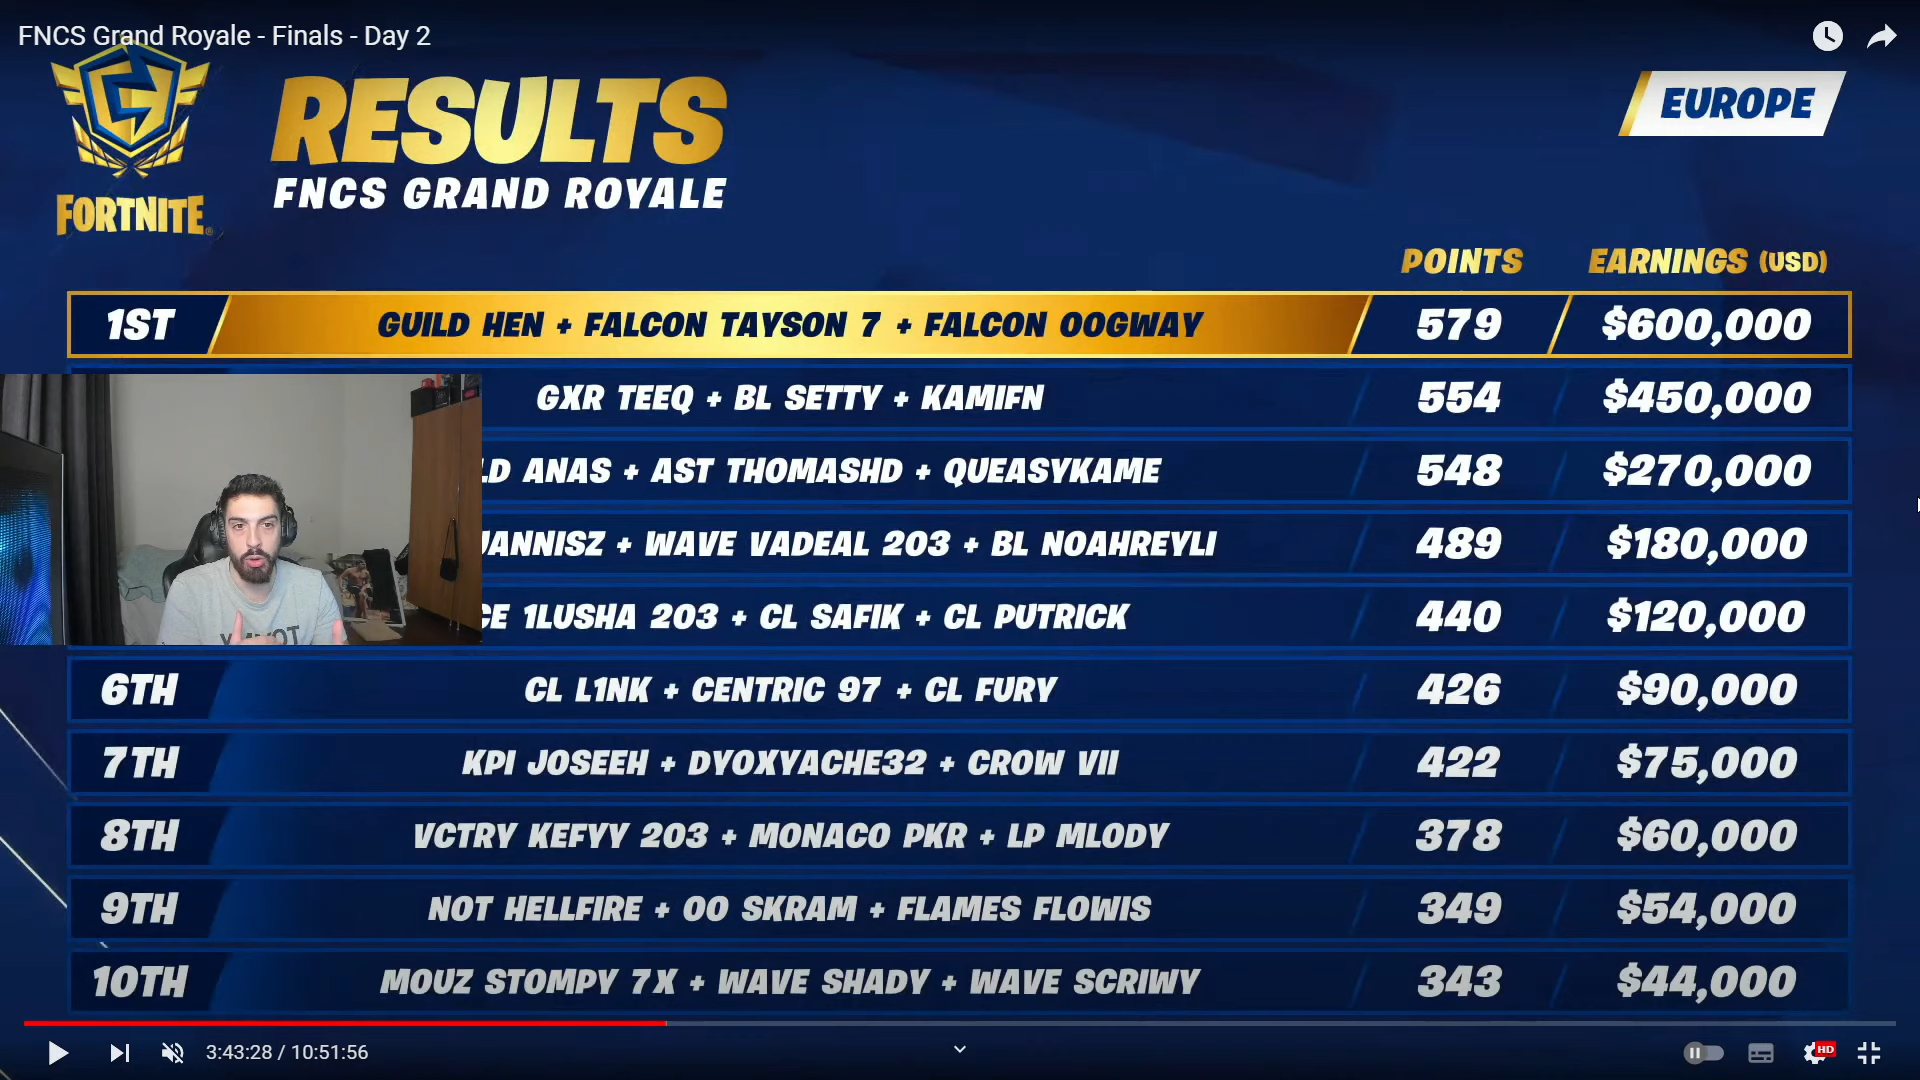 FNCS Grand Royale - Finals - Day 2
FORTNITE
RESULTS
FNCS GRAND ROYALE
EUROPE
POINTS EARNINGS (USD)
1ST GUILD HEN + FALCON TAYSON 7 + FALCON OOGWAY 579 $600,000
GXR TEEQ + BL SETTY + KAMIFN 554 $450,000
ANAS + AST THOMASHD + QUEASYKAME 548 $270,000
+ WAVE VADEAL 203 + BL NOAHREYLI 489 $180,000
1LUSHA 203 + CL SAFIK + CL PUTRICK 440 $120,000
6TH CL L1NK + CENTRIC 97 + CL FURY 426 $90,000
7TH KPI JOSEEH + DYOXYACHE32 + CROW VII 422 $75,000
8TH VCTRY KEFYY 203 + MONACO PKR + LP MLODY 378 $60,000
9TH NOT HELLFIRE + OO SKRAM + FLAMES FLOWIS 349 $54,000
10TH MOUZ STOMPY 7X + WAVE SHADY + WAVE SCRIWY 343 $44,000
3:43:28 / 10:51:56
HD